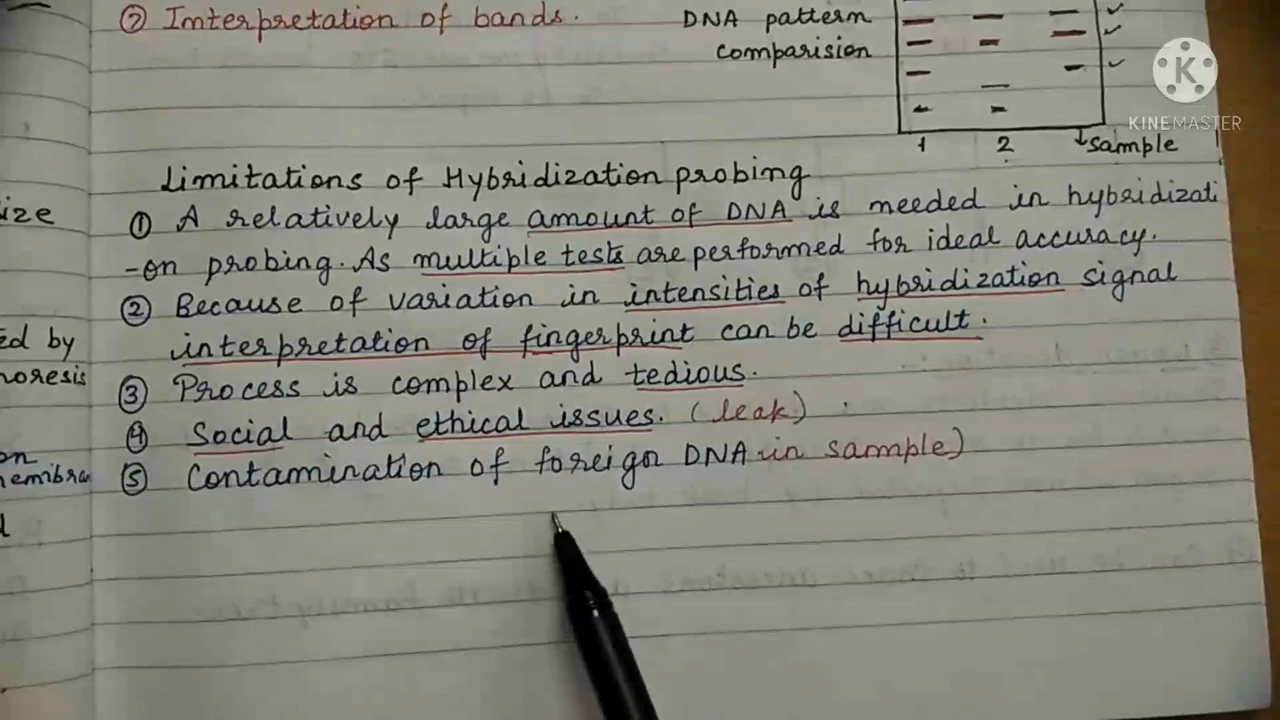 ⑦ Interpretation of bands.
DNA pattern
comparision
KINEMASTER
1 2 ↓sample
Limitations of Hybridization probing
① A relatively large amount of DNA is needed in hybridizati
-on probing. As multiple tests are performed for ideal accuracy.
② Because of variation in intensities of hybridization signal
interpretation of fingerprint can be difficult.
③ Process is complex and tedious.
④ Social and ethical issues. (leak)
⑤ Contamination of foreign DNA in sample)
ize
ed by
horesis
on
membra